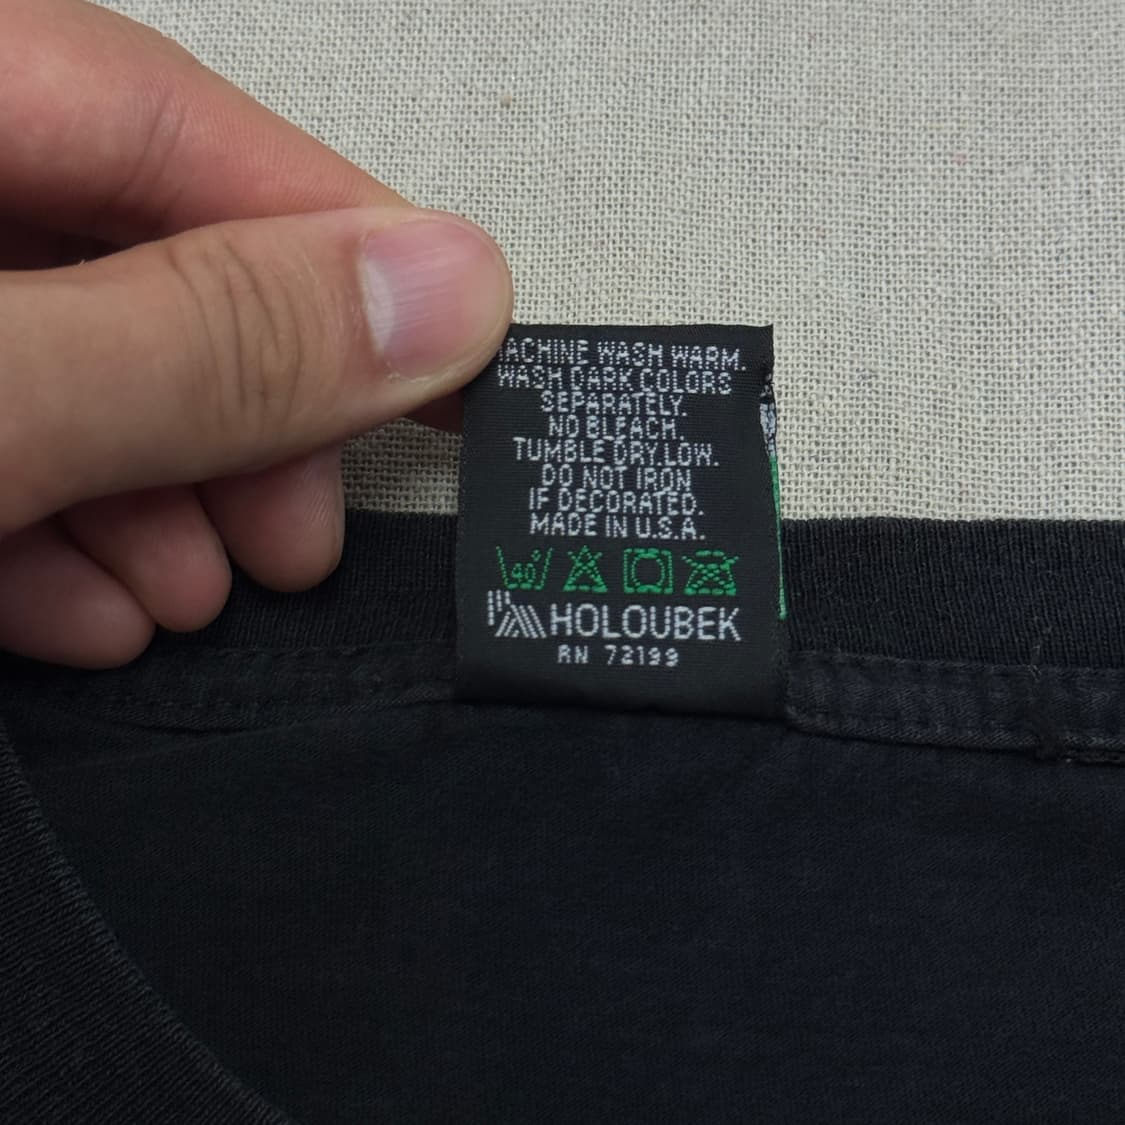 MACHINE WASH WARM.
WASH DARK COLORS
SEPARATELY.
NO BLEACH.
TUMBLE DRY LOW.
DO NOT IRON
IF DECORATED.
MADE IN U.S.A.
40°
HOLOUBEK
RN 72199